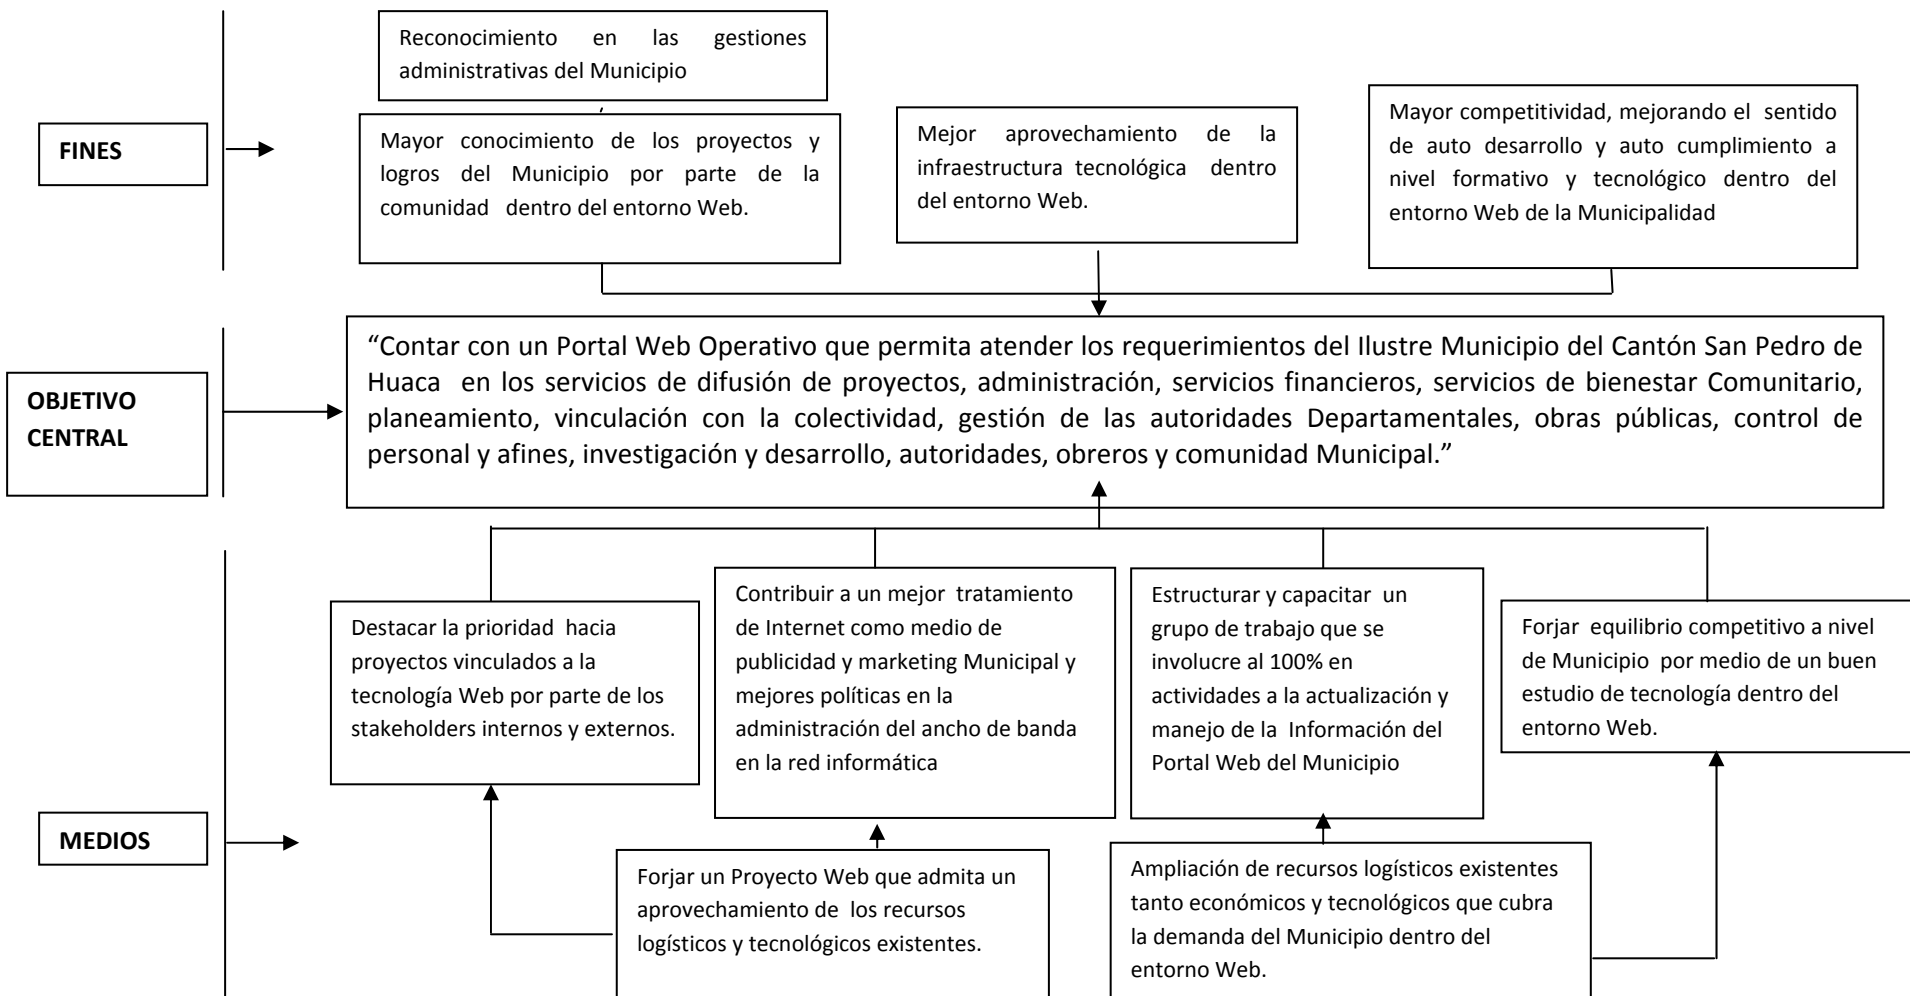 Reconocimiento en las gestiones
administrativas del Municipio
FINES
Mayor conocimiento de los proyectos y
logros del Municipio por parte de la
comunidad dentro del entorno Web.
Mejor aprovechamiento de la
infraestructura tecnológica dentro
del entorno Web.
Mayor competitividad, mejorando el sentido
de auto desarrollo y auto cumplimiento a
nivel formativo y tecnológico dentro del
entorno Web de la Municipalidad
OBJETIVO
CENTRAL
“Contar con un Portal Web Operativo que permita atender los requerimientos del Ilustre Municipio del Cantón San Pedro de
Huaca en los servicios de difusión de proyectos, administración, servicios financieros, servicios de bienestar Comunitario,
planeamiento, vinculación con la colectividad, gestión de las autoridades Departamentales, obras públicas, control de
personal y afines, investigación y desarrollo, autoridades, obreros y comunidad Municipal.”
Destacar la prioridad hacia
proyectos vinculados a la
tecnología Web por parte de los
stakeholders internos y externos.
Contribuir a un mejor tratamiento
de Internet como medio de
publicidad y marketing Municipal y
mejores políticas en la
administración del ancho de banda
en la red informática
Estructurar y capacitar un
grupo de trabajo que se
involucre al 100% en
actividades a la actualización y
manejo de la Información del
Portal Web del Municipio
Forjar equilibrio competitivo a nivel
de Municipio por medio de un buen
estudio de tecnología dentro del
entorno Web.
MEDIOS
Forjar un Proyecto Web que admita un
aprovechamiento de los recursos
logísticos y tecnológicos existentes.
Ampliación de recursos logísticos existentes
tanto económicos y tecnológicos que cubra
la demanda del Municipio dentro del
entorno Web.